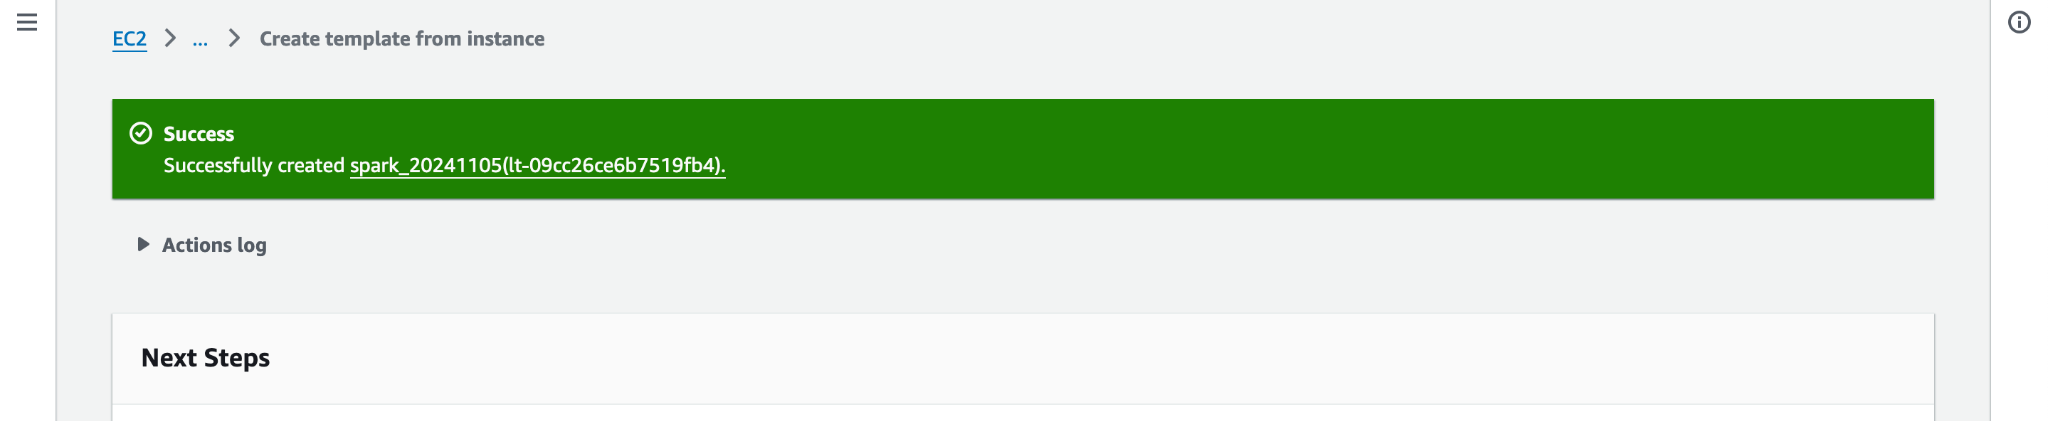 EC2 > ... > Create template from instance
Success
Successfully created spark_20241105(lt-09cc26ce6b7519fb4).
Actions log
Next Steps